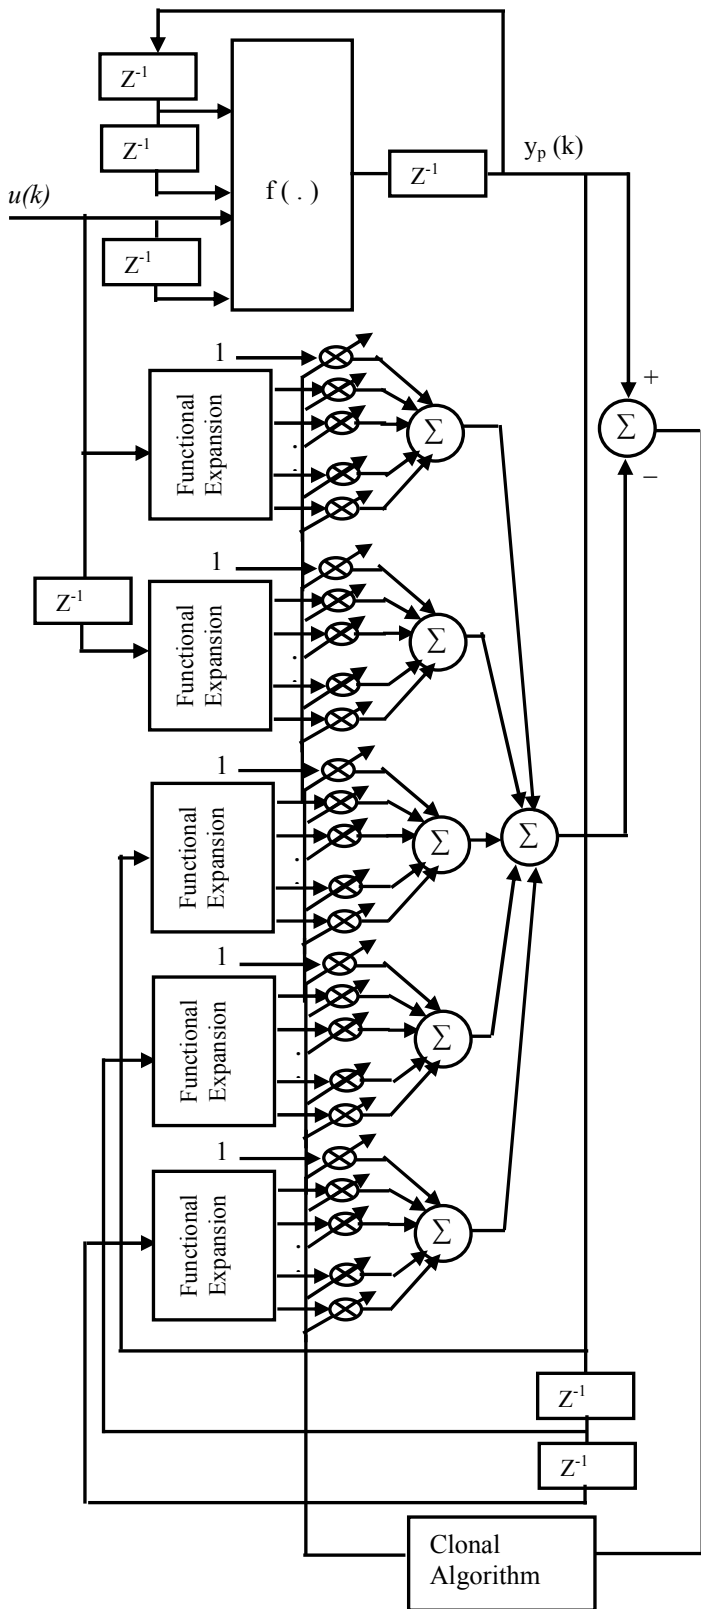 Z⁻¹
Z⁻¹
f ( . )
Z⁻¹
yₚ (k)
u(k)
Z⁻¹
1
Functional
Expansion
Σ
+
Σ
−
1
Z⁻¹
Functional
Expansion
Σ
1
Functional
Expansion
Σ
Σ
1
Functional
Expansion
Σ
1
Functional
Expansion
Σ
Z⁻¹
Z⁻¹
Clonal
Algorithm